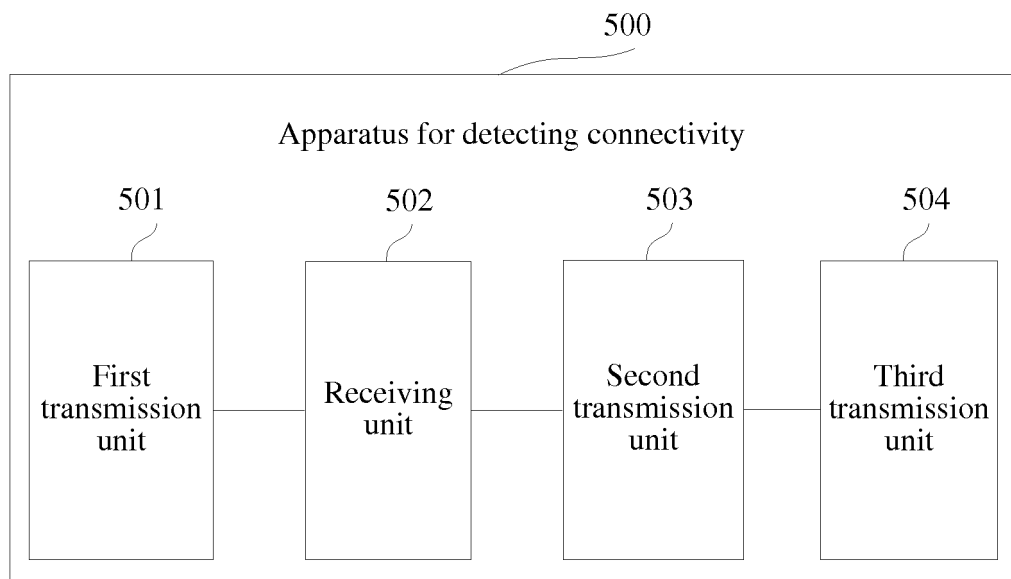 500
Apparatus for detecting connectivity
501
502
503
504
First
transmission
unit
Receiving
unit
Second
transmission
unit
Third
transmission
unit